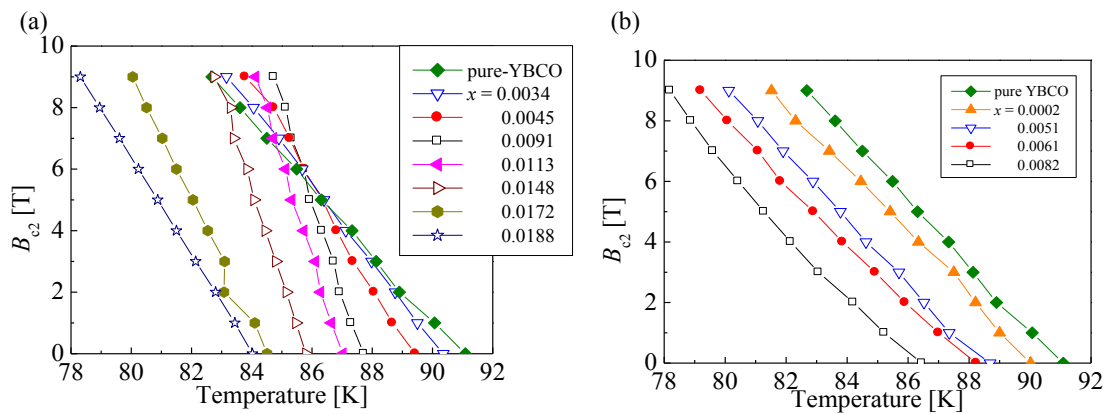 (a)
10
8
6
4
2
0
B_c2 [T]
78 80 82 84 86 88 90 92
Temperature [K]
pure-YBCO
x = 0.0034
0.0045
0.0091
0.0113
0.0148
0.0172
0.0188
(b)
10
8
6
4
2
0
B_c2 [T]
78 80 82 84 86 88 90 92
Temperature [K]
pure YBCO
x = 0.0002
0.0051
0.0061
0.0082